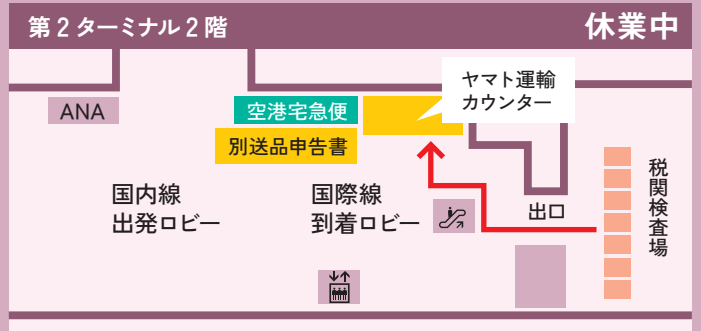 第2ターミナル2階
休業中
ヤマト運輸
カウンター
ANA
空港宅急便
別送品申告書
国内線
出発ロビー
国際線
到着ロビー
出口
税関検査場